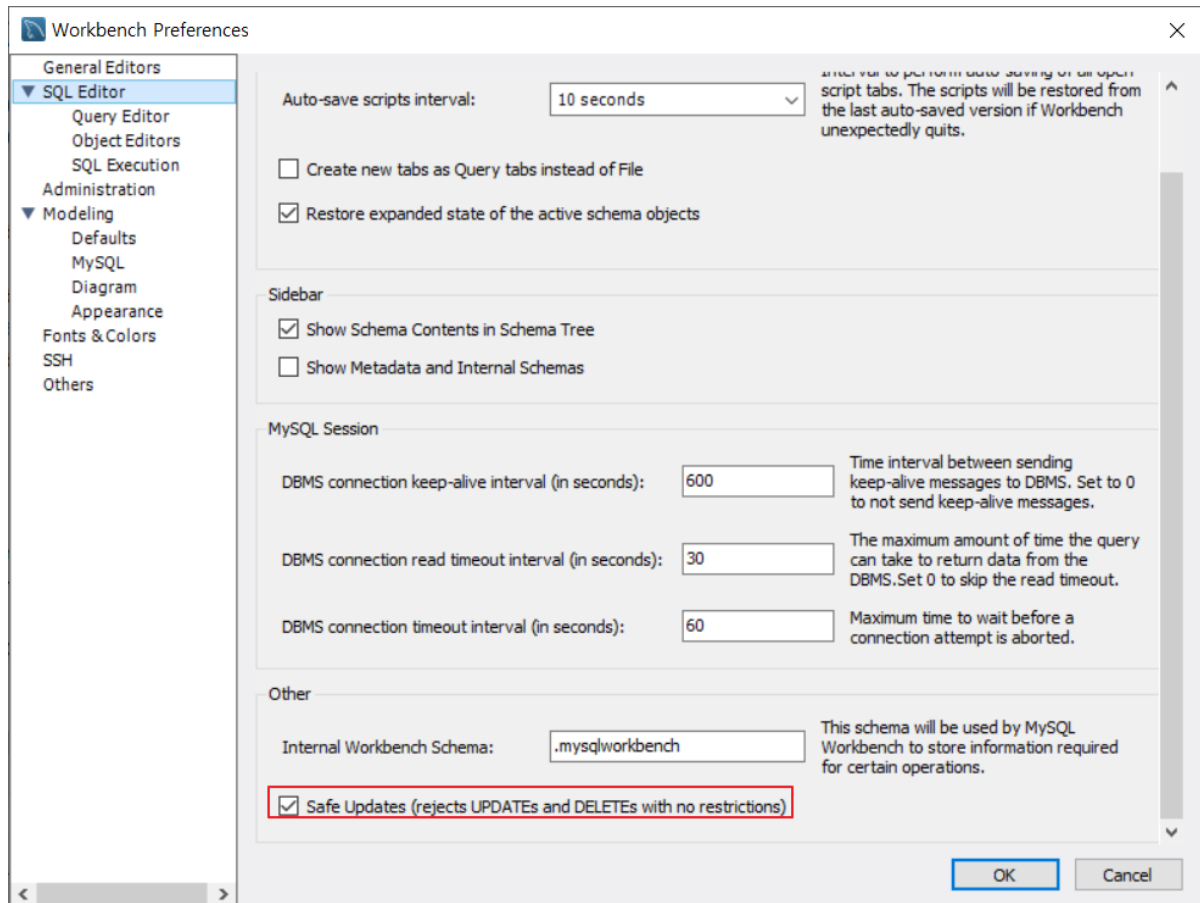 Workbench Preferences
General Editors
SQL Editor
Query Editor
Object Editors
SQL Execution
Administration
Modeling
Defaults
MySQL
Diagram
Appearance
Fonts & Colors
SSH
Others
Auto-save scripts interval:
10 seconds
Interval to perform auto-saving of all open
script tabs. The scripts will be restored from
the last auto-saved version if Workbench
unexpectedly quits.
Create new tabs as Query tabs instead of File
Restore expanded state of the active schema objects
Sidebar
Show Schema Contents in Schema Tree
Show Metadata and Internal Schemas
MySQL Session
DBMS connection keep-alive interval (in seconds):
600
Time interval between sending
keep-alive messages to DBMS. Set to 0
to not send keep-alive messages.
DBMS connection read timeout interval (in seconds):
30
The maximum amount of time the query
can take to return data from the
DBMS.Set 0 to skip the read timeout.
DBMS connection timeout interval (in seconds):
60
Maximum time to wait before a
connection attempt is aborted.
Other
Internal Workbench Schema:
.mysqlworkbench
This schema will be used by MySQL
Workbench to store information required
for certain operations.
Safe Updates (rejects UPDATEs and DELETEs with no restrictions)
OK
Cancel